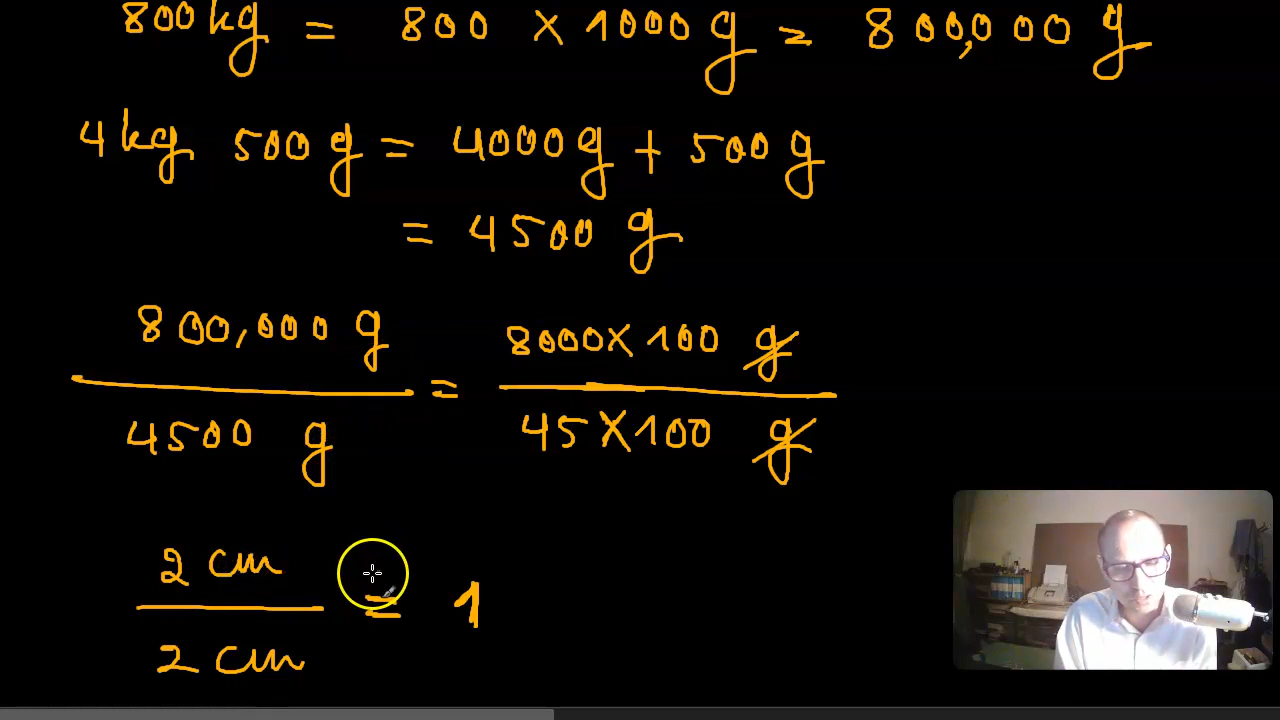 800 kg = 800 × 1000 g = 800,000 g
4 kg 500 g = 4000 g + 500 g
= 4500 g
800,000 g
4500 g
=
8000 × 100 g
45 × 100 g
2 cm
2 cm
= 1